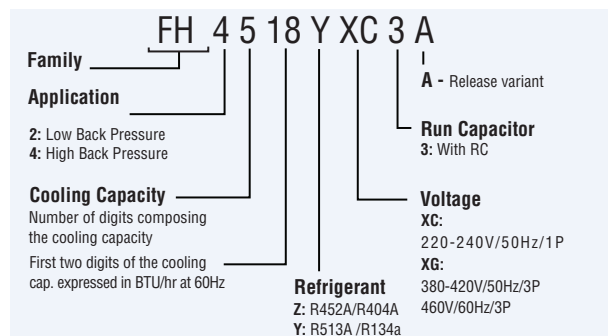 FH 4 5 18 Y XC 3 A
Family
A - Release variant
Application
2: Low Back Pressure
4: High Back Pressure
Run Capacitor
3: With RC
Cooling Capacity
Number of digits composing
the cooling capacity
First two digits of the cooling
cap. expressed in BTU/hr at 60Hz
Voltage
XC:
220-240V/50Hz/1P
XG:
380-420V/50Hz/3P
460V/60Hz/3P
Refrigerant
Z: R452A/R404A
Y: R513A /R134a